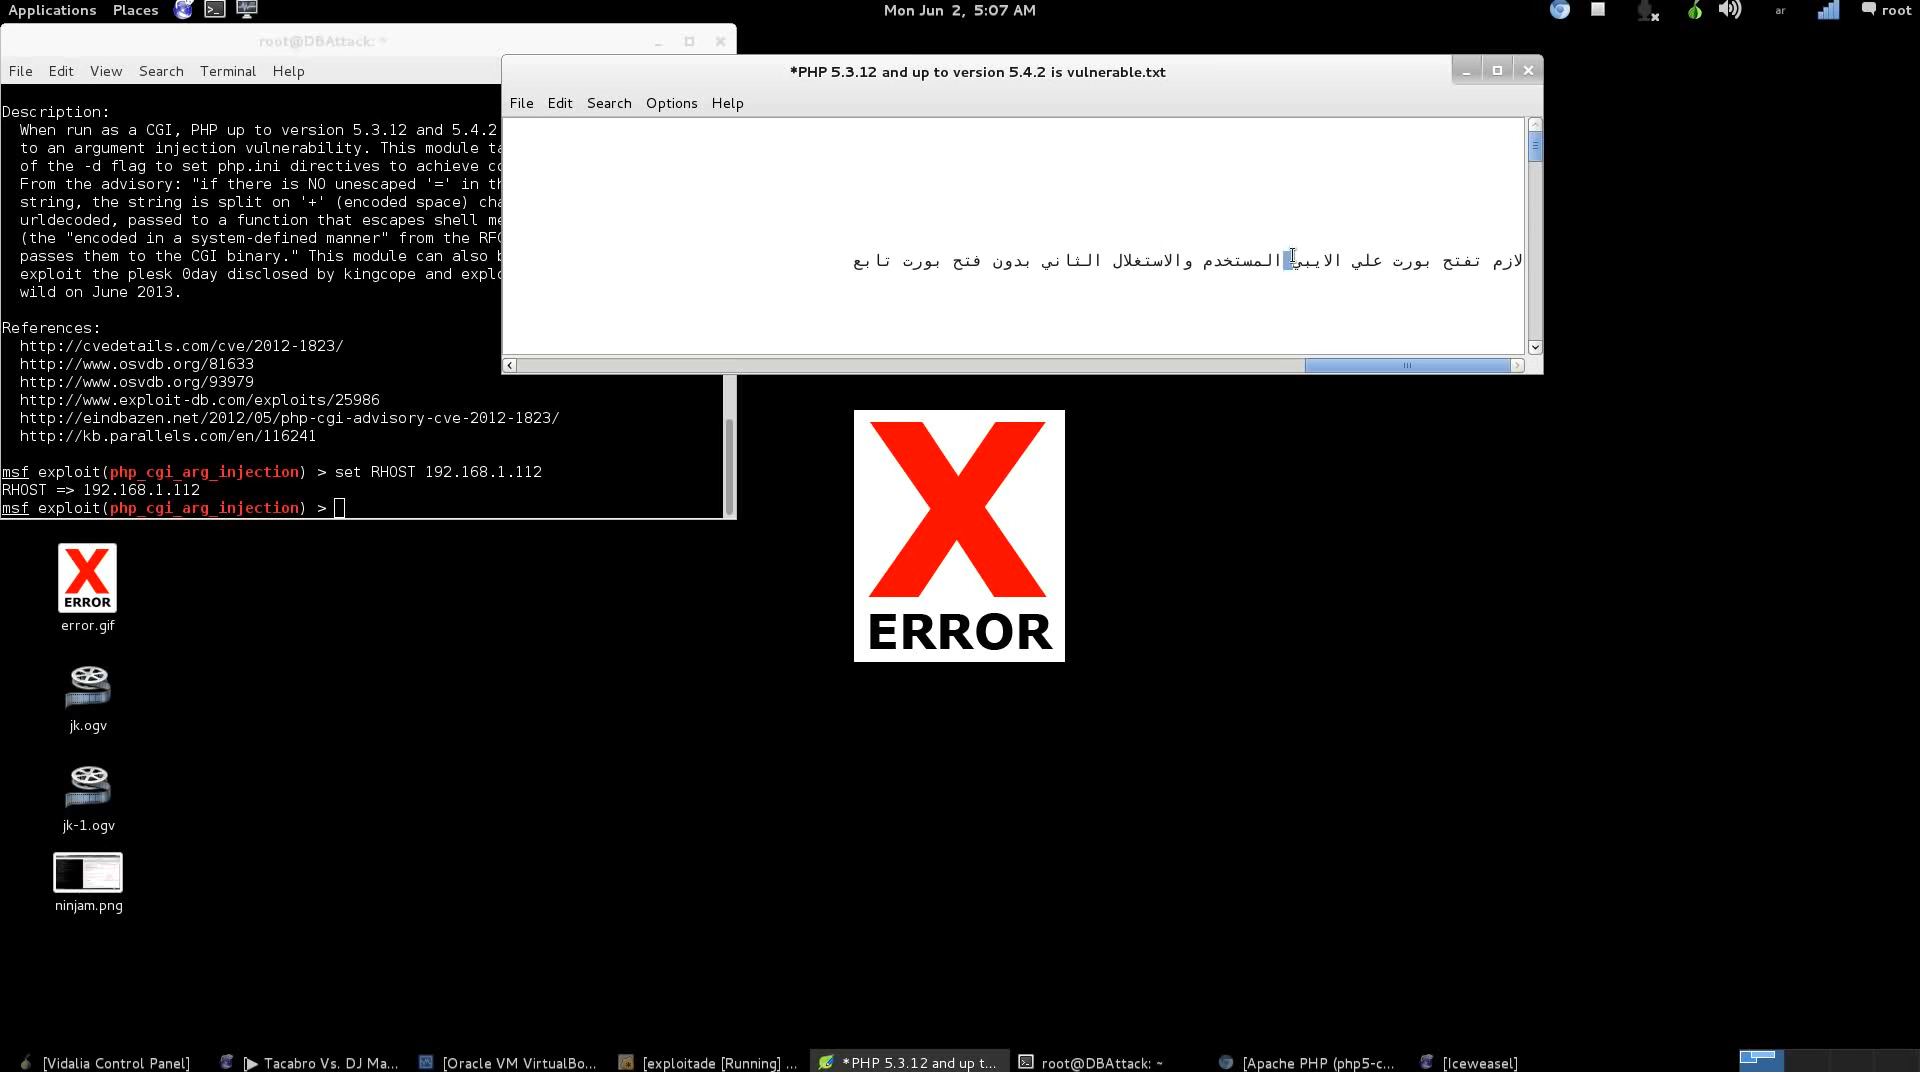 Applications Places
Mon Jun 2, 5:07 AM
ar
root
root@DBAttack: ~
File Edit View Search Terminal Help
Description:
When run as a CGI, PHP up to version 5.3.12 and 5.4.2
to an argument injection vulnerability. This module ta
of the -d flag to set php.ini directives to achieve co
From the advisory: "if there is NO unescaped '=' in th
string, the string is split on '+' (encoded space) cha
urldecoded, passed to a function that escapes shell me
(the "encoded in a system-defined manner" from the RFC
passes them to the CGI binary." This module can also b
exploit the plesk 0day disclosed by kingcope and explo
wild on June 2013.
References:
http://cvedetails.com/cve/2012-1823/
http://www.osvdb.org/81633
http://www.osvdb.org/93979
http://www.exploit-db.com/exploits/25986
http://eindbazen.net/2012/05/php-cgi-advisory-cve-2012-1823/
http://kb.parallels.com/en/116241
msf exploit(php_cgi_arg_injection) > set RHOST 192.168.1.112
RHOST => 192.168.1.112
msf exploit(php_cgi_arg_injection) >
*PHP 5.3.12 and up to version 5.4.2 is vulnerable.txt
File Edit Search Options Help
لازم تفتح بورت علي الايبي المستخدم والاستغلال الثاني بدون فتح بورت تابع
X
ERROR
X
ERROR
error.gif
jk.ogv
jk-1.ogv
ninjam.png
[Vidalia Control Panel]
[▶ Tacabro Vs. DJ Ma...
[Oracle VM VirtualBo...
[exploitade [Running] ...
*PHP 5.3.12 and up t...
root@DBAttack: ~
[Apache PHP (php5-c...
[Iceweasel]